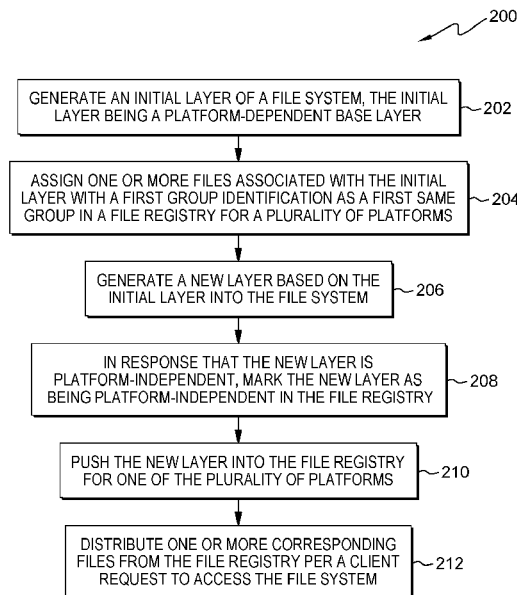 200
GENERATE AN INITIAL LAYER OF A FILE SYSTEM, THE INITIAL
LAYER BEING A PLATFORM-DEPENDENT BASE LAYER
202
ASSIGN ONE OR MORE FILES ASSOCIATED WITH THE INITIAL
LAYER WITH A FIRST GROUP IDENTIFICATION AS A FIRST SAME
GROUP IN A FILE REGISTRY FOR A PLURALITY OF PLATFORMS
204
GENERATE A NEW LAYER BASED ON THE
INITIAL LAYER INTO THE FILE SYSTEM
206
IN RESPONSE THAT THE NEW LAYER IS
PLATFORM-INDEPENDENT, MARK THE NEW LAYER AS
BEING PLATFORM-INDEPENDENT IN THE FILE REGISTRY
208
PUSH THE NEW LAYER INTO THE FILE REGISTRY
FOR ONE OF THE PLURALITY OF PLATFORMS
210
DISTRIBUTE ONE OR MORE CORRESPONDING
FILES FROM THE FILE REGISTRY PER A CLIENT
REQUEST TO ACCESS THE FILE SYSTEM
212